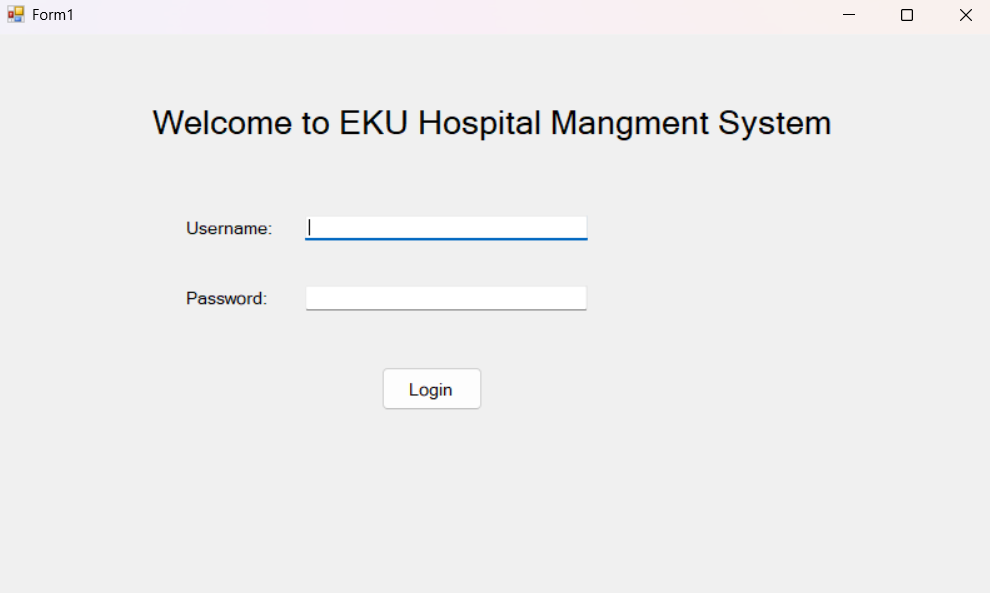 Form1
Welcome to EKU Hospital Mangment System
Username:
Password:
Login